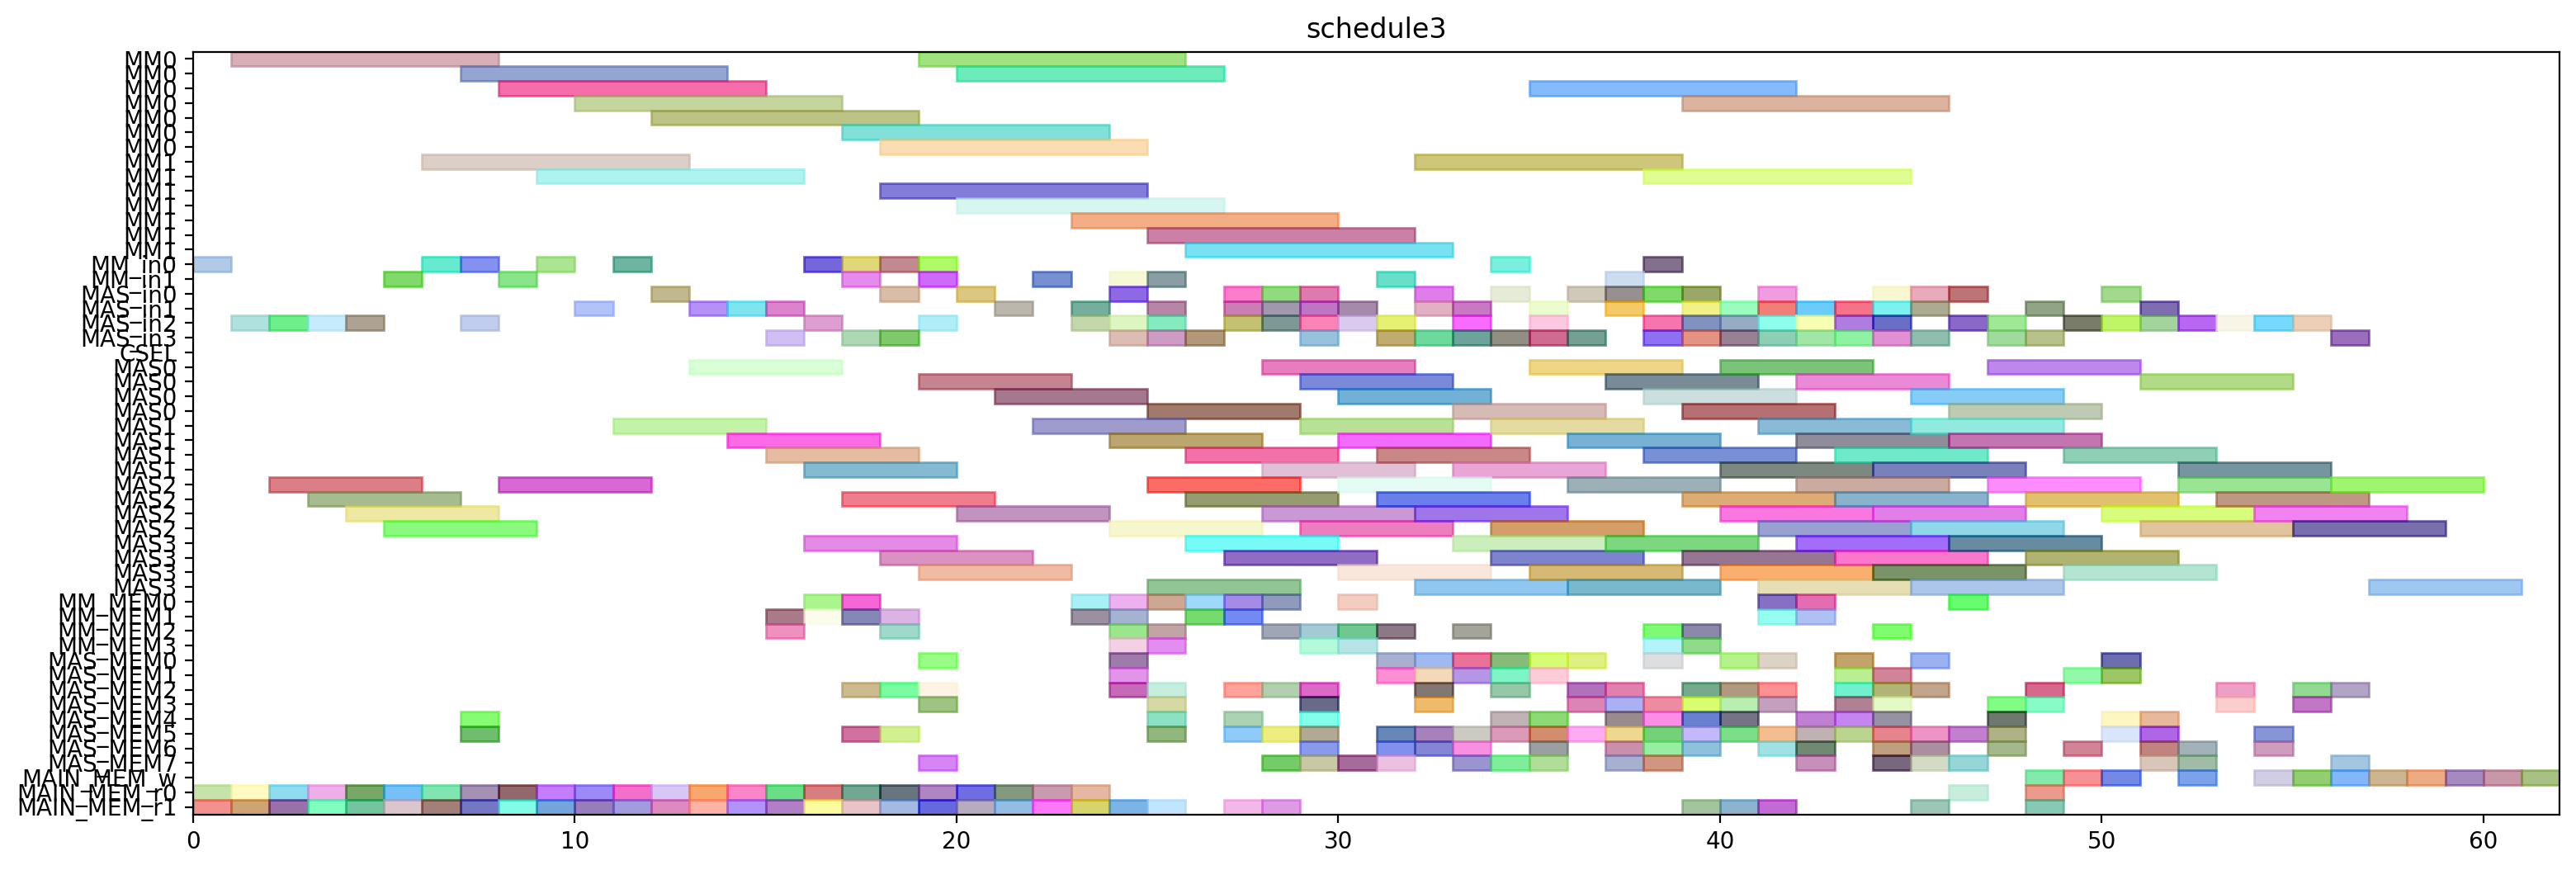 schedule3
MM0
MM0
MM0
MM0
MM0
MM0
MM0
MM1
MM1
MM1
MM1
MM1
MM1
MM1
MM_in0
MM_in1
MAS_in0
MAS_in1
MAS_in2
MAS_in3
CSEL
MAS0
MAS0
MAS0
MAS0
MAS1
MAS1
MAS1
MAS1
MAS2
MAS2
MAS2
MAS2
MAS3
MAS3
MAS3
MAS3
MM_MEM0
MM_MEM1
MM_MEM2
MM_MEM3
MAS_MEM0
MAS_MEM1
MAS_MEM2
MAS_MEM3
MAS_MEM4
MAS_MEM5
MAS_MEM6
MAS_MEM7
MAIN_MEM_w
MAIN_MEM_r0
MAIN_MEM_r1
0 10 20 30 40 50 60